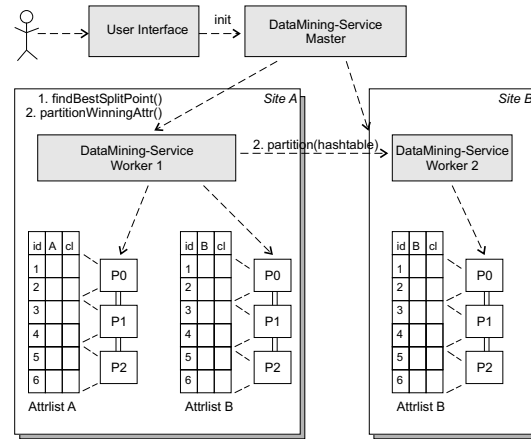 User Interface
init
DataMining-Service
Master
1. findBestSplitPoint()
2. partitionWinningAttr()
Site A
Site B
DataMining-Service
Worker 1
2. partition(hashtable)
DataMining-Service
Worker 2
id A cl
1
2
3
4
5
6
P0
P1
P2
Attrlist A
id B cl
1
2
3
4
5
6
P0
P1
P2
Attrlist B
id B cl
1
2
3
4
5
6
P0
P1
P2
Attrlist B